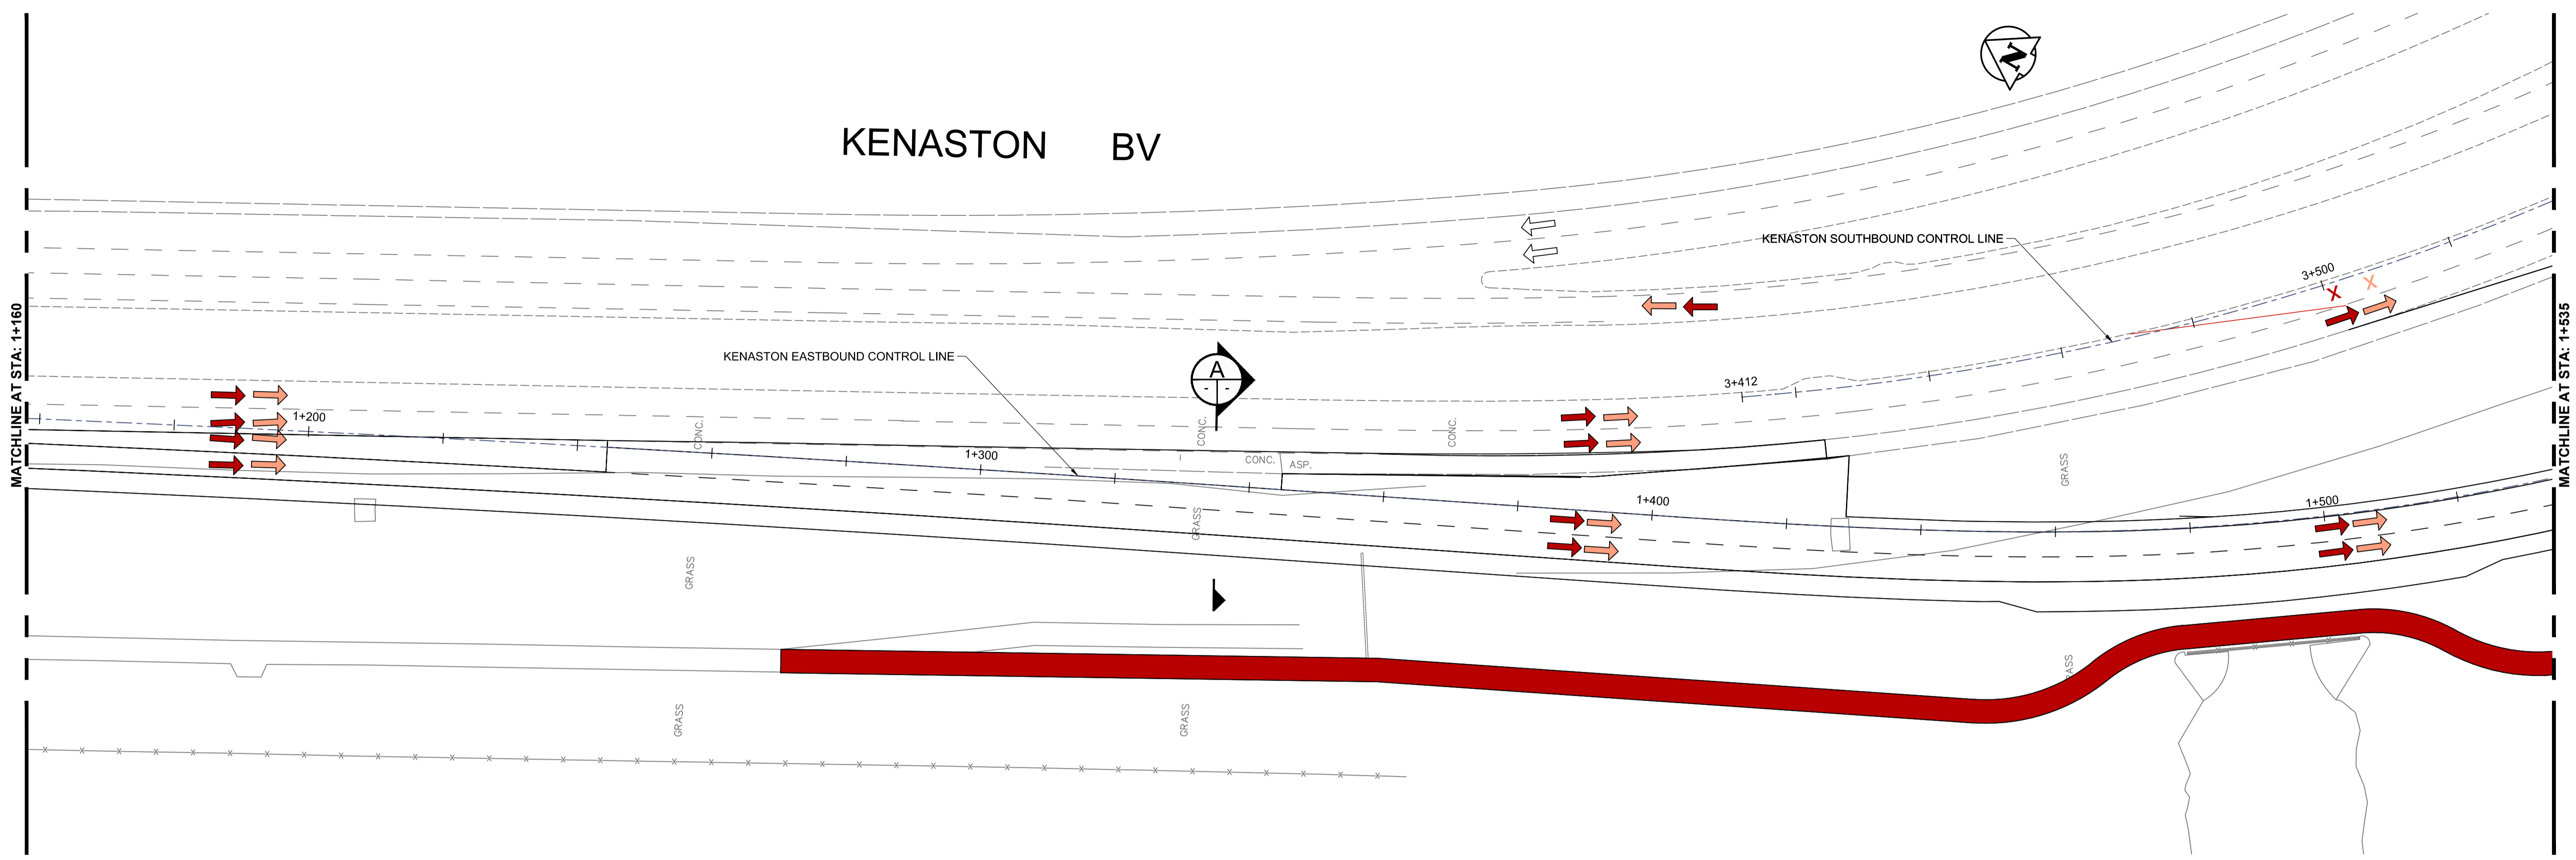 N
KENASTON BV
KENASTON SOUTHBOUND CONTROL LINE
3+500
X X
MATCHLINE AT STA: 1+160
MATCHLINE AT STA: 1+535
KENASTON EASTBOUND CONTROL LINE
A
-
-
3+412
1+200
CONC.
CONC.
CONC.
1+300
CONC.
ASP.
GRASS
1+400
1+500
GRASS
GRASS
GRASS
GRASS
GRASS